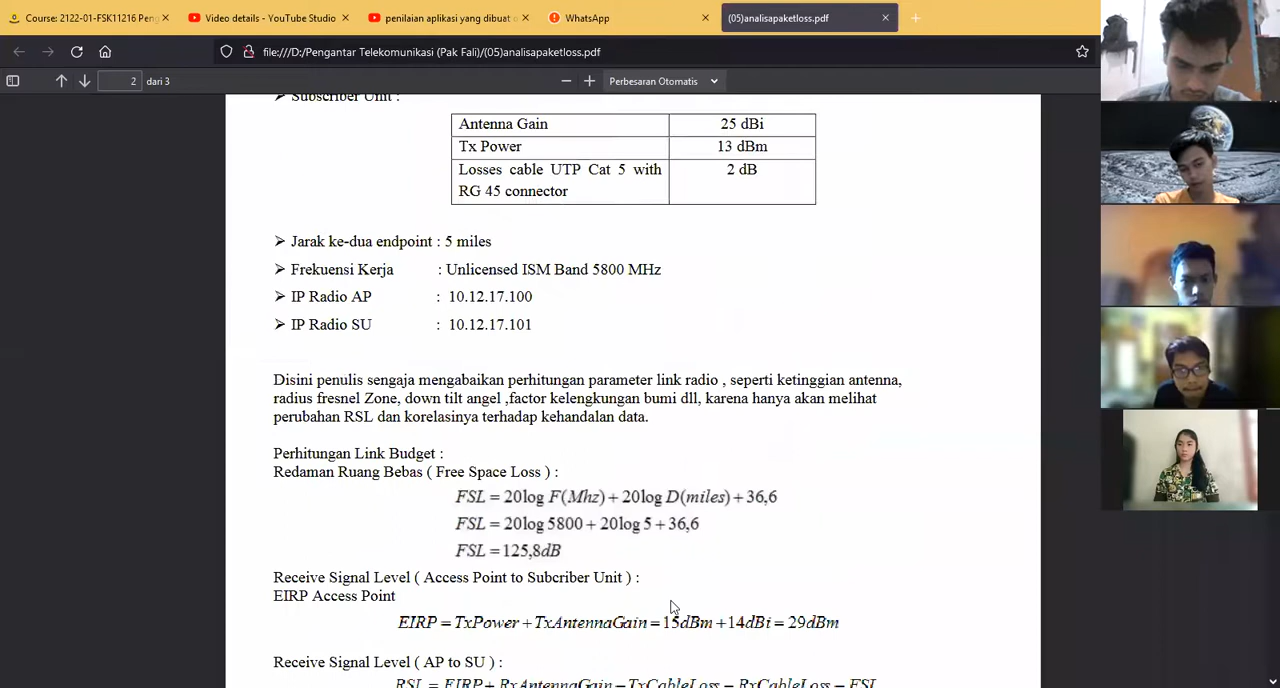 Course: 2122-01-FSK11216 Peng
Video details - YouTube Studio
penilaian aplikasi yang dibuat o
WhatsApp
(05)analisapaketloss.pdf
file:///D:/Pengantar Telekomunikasi (Pak Fali)/(05)analisapaketloss.pdf
2 dari 3
Perbesaran Otomatis
➢ Subscriber Unit :
Antenna Gain 25 dBi
Tx Power 13 dBm
Losses cable UTP Cat 5 with 2 dB
RG 45 connector
➢ Jarak ke-dua endpoint : 5 miles
➢ Frekuensi Kerja : Unlicensed ISM Band 5800 MHz
➢ IP Radio AP : 10.12.17.100
➢ IP Radio SU : 10.12.17.101
Disini penulis sengaja mengabaikan perhitungan parameter link radio , seperti ketinggian antenna,
radius fresnel Zone, down tilt angel ,factor kelengkungan bumi dll, karena hanya akan melihat
perubahan RSL dan korelasinya terhadap kehandalan data.
Perhitungan Link Budget :
Redaman Ruang Bebas ( Free Space Loss ) :
FSL = 20log F(Mhz) + 20log D(miles) + 36,6
FSL = 20log 5800 + 20log 5 + 36,6
FSL = 125,8dB
Receive Signal Level ( Access Point to Subcriber Unit ) :
EIRP Access Point
EIRP = TxPower + TxAntennaGain = 15dBm +14dBi = 29dBm
Receive Signal Level ( AP to SU ) :
RSL = EIRP + RxAntennaGain − TxCableLoss − RxCableLoss − FSL